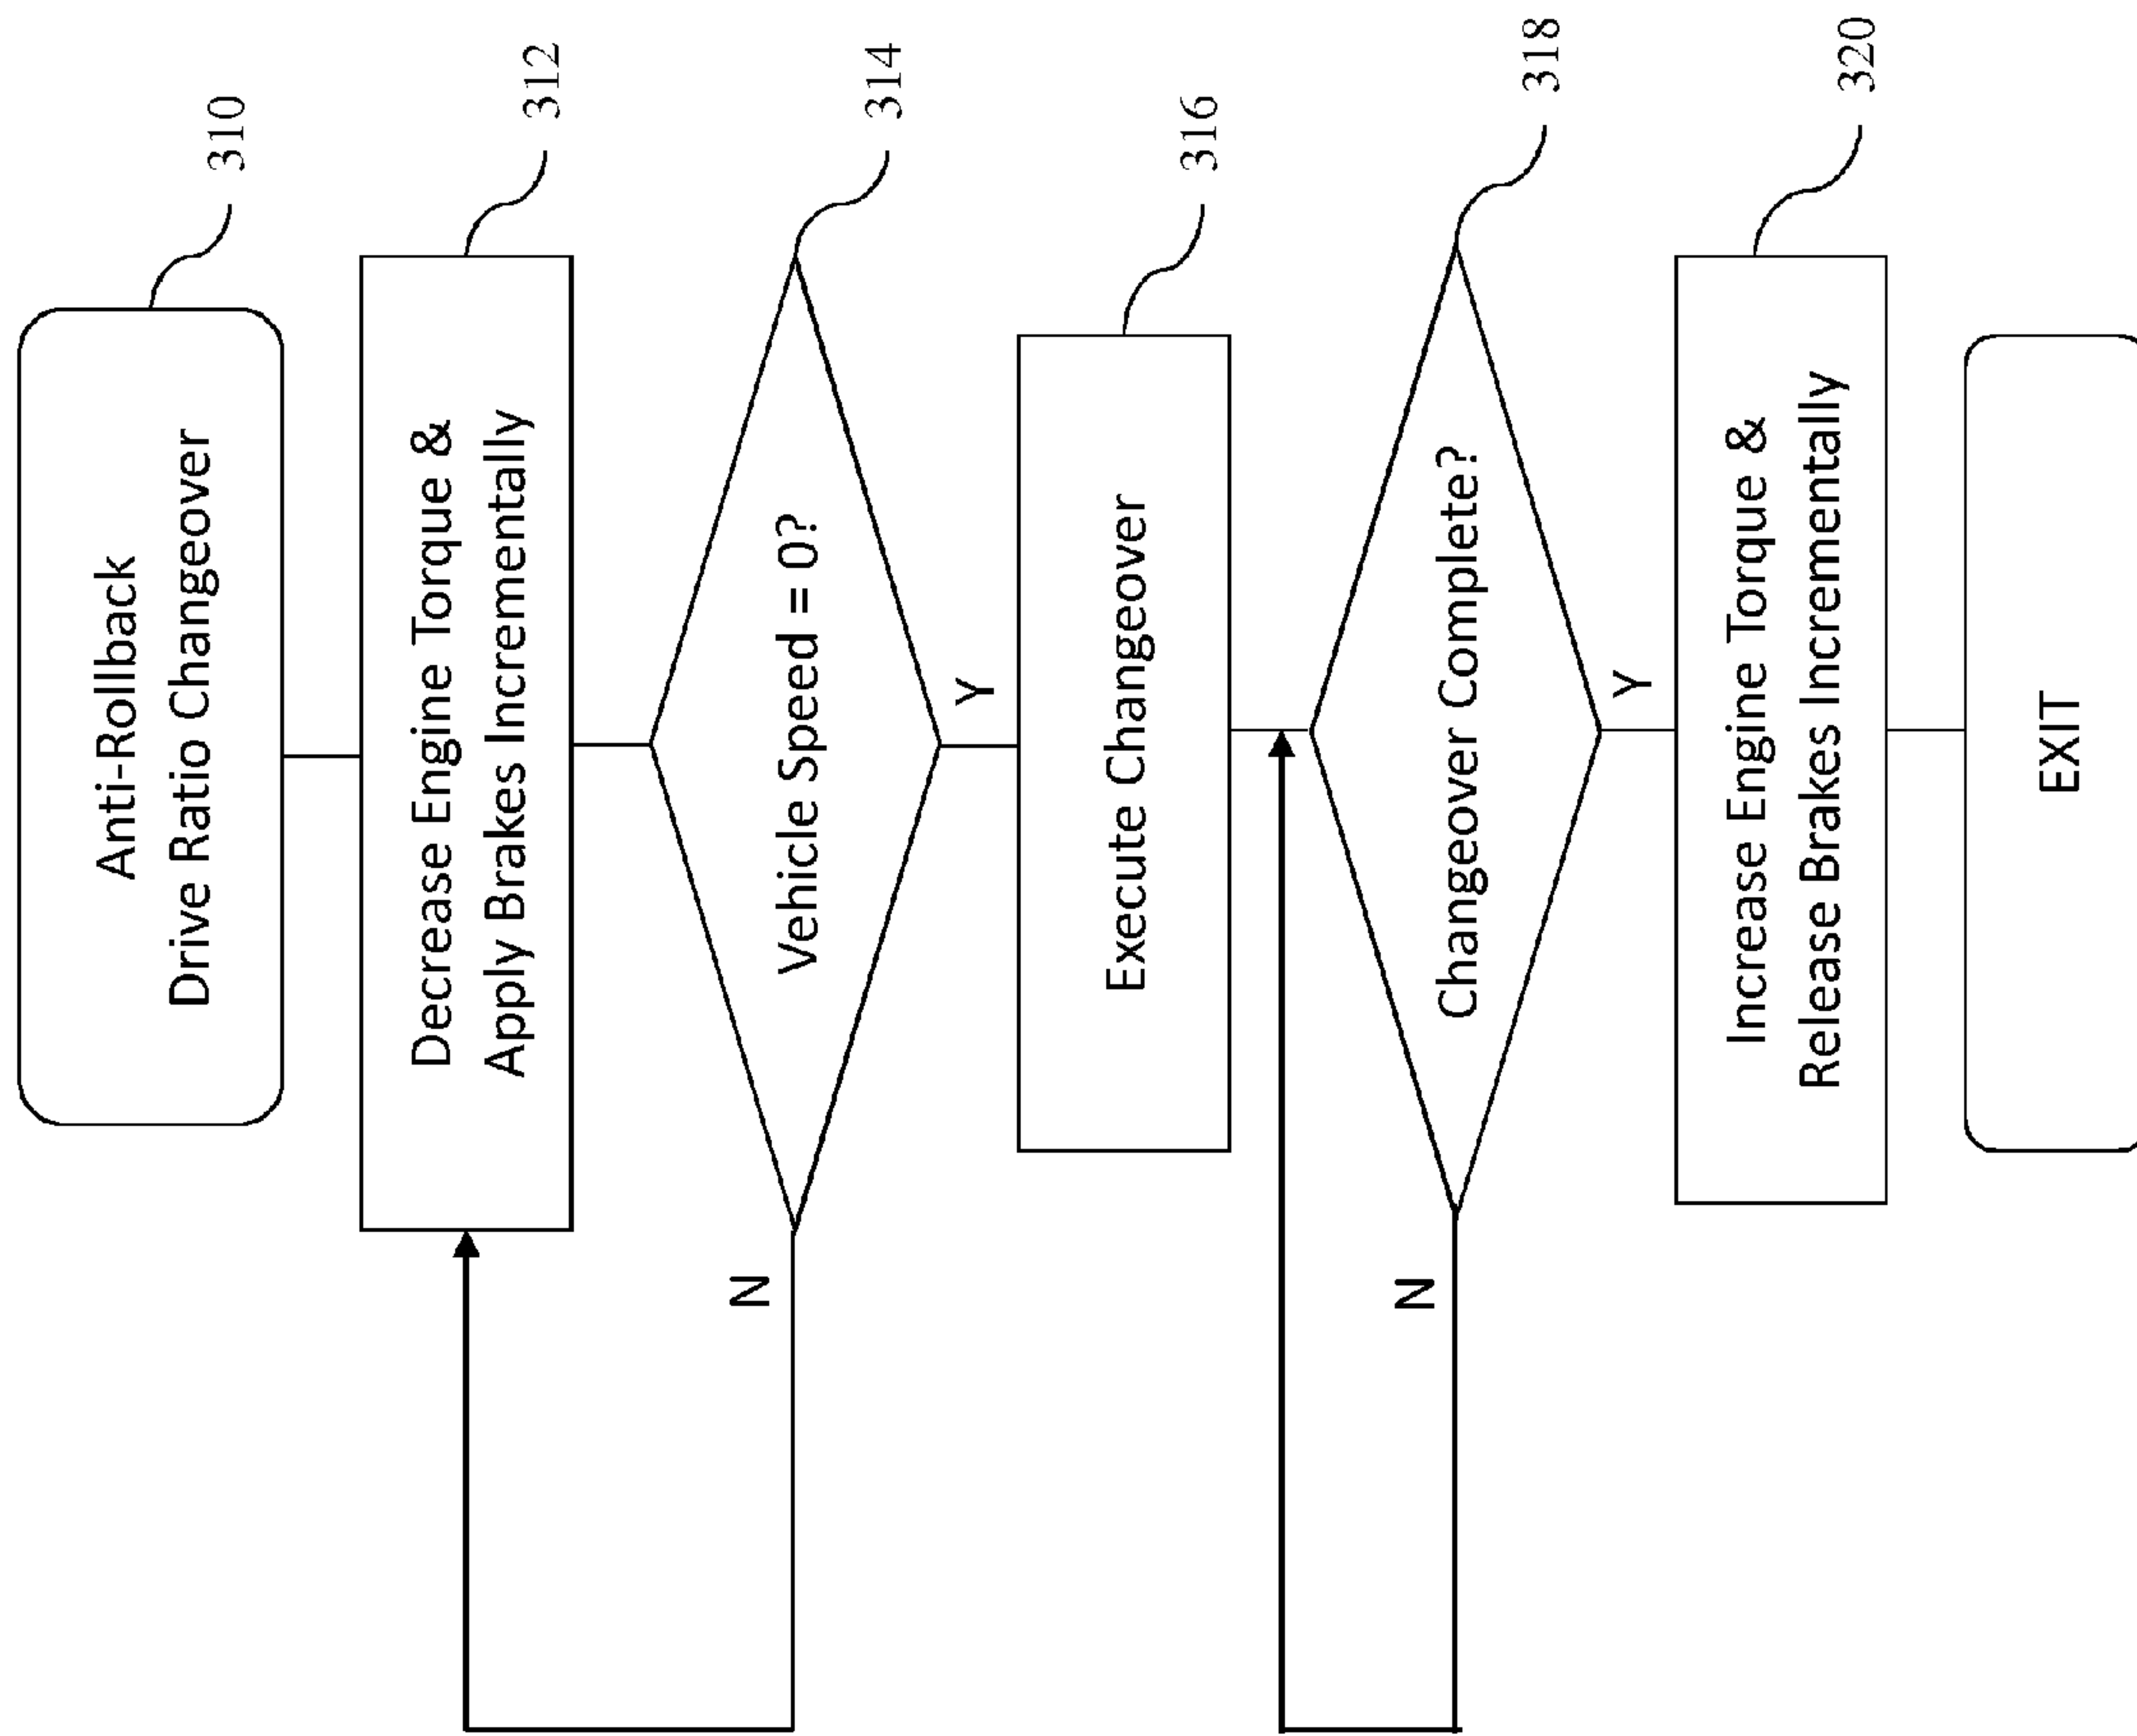 Anti-Rollback
Drive Ratio Changeover
310
Decrease Engine Torque &
Apply Brakes Incrementally
312
Vehicle Speed = 0?
314
N
Y
Execute Changeover
316
Changeover Complete?
318
N
Y
Increase Engine Torque &
Release Brakes Incrementally
320
EXIT